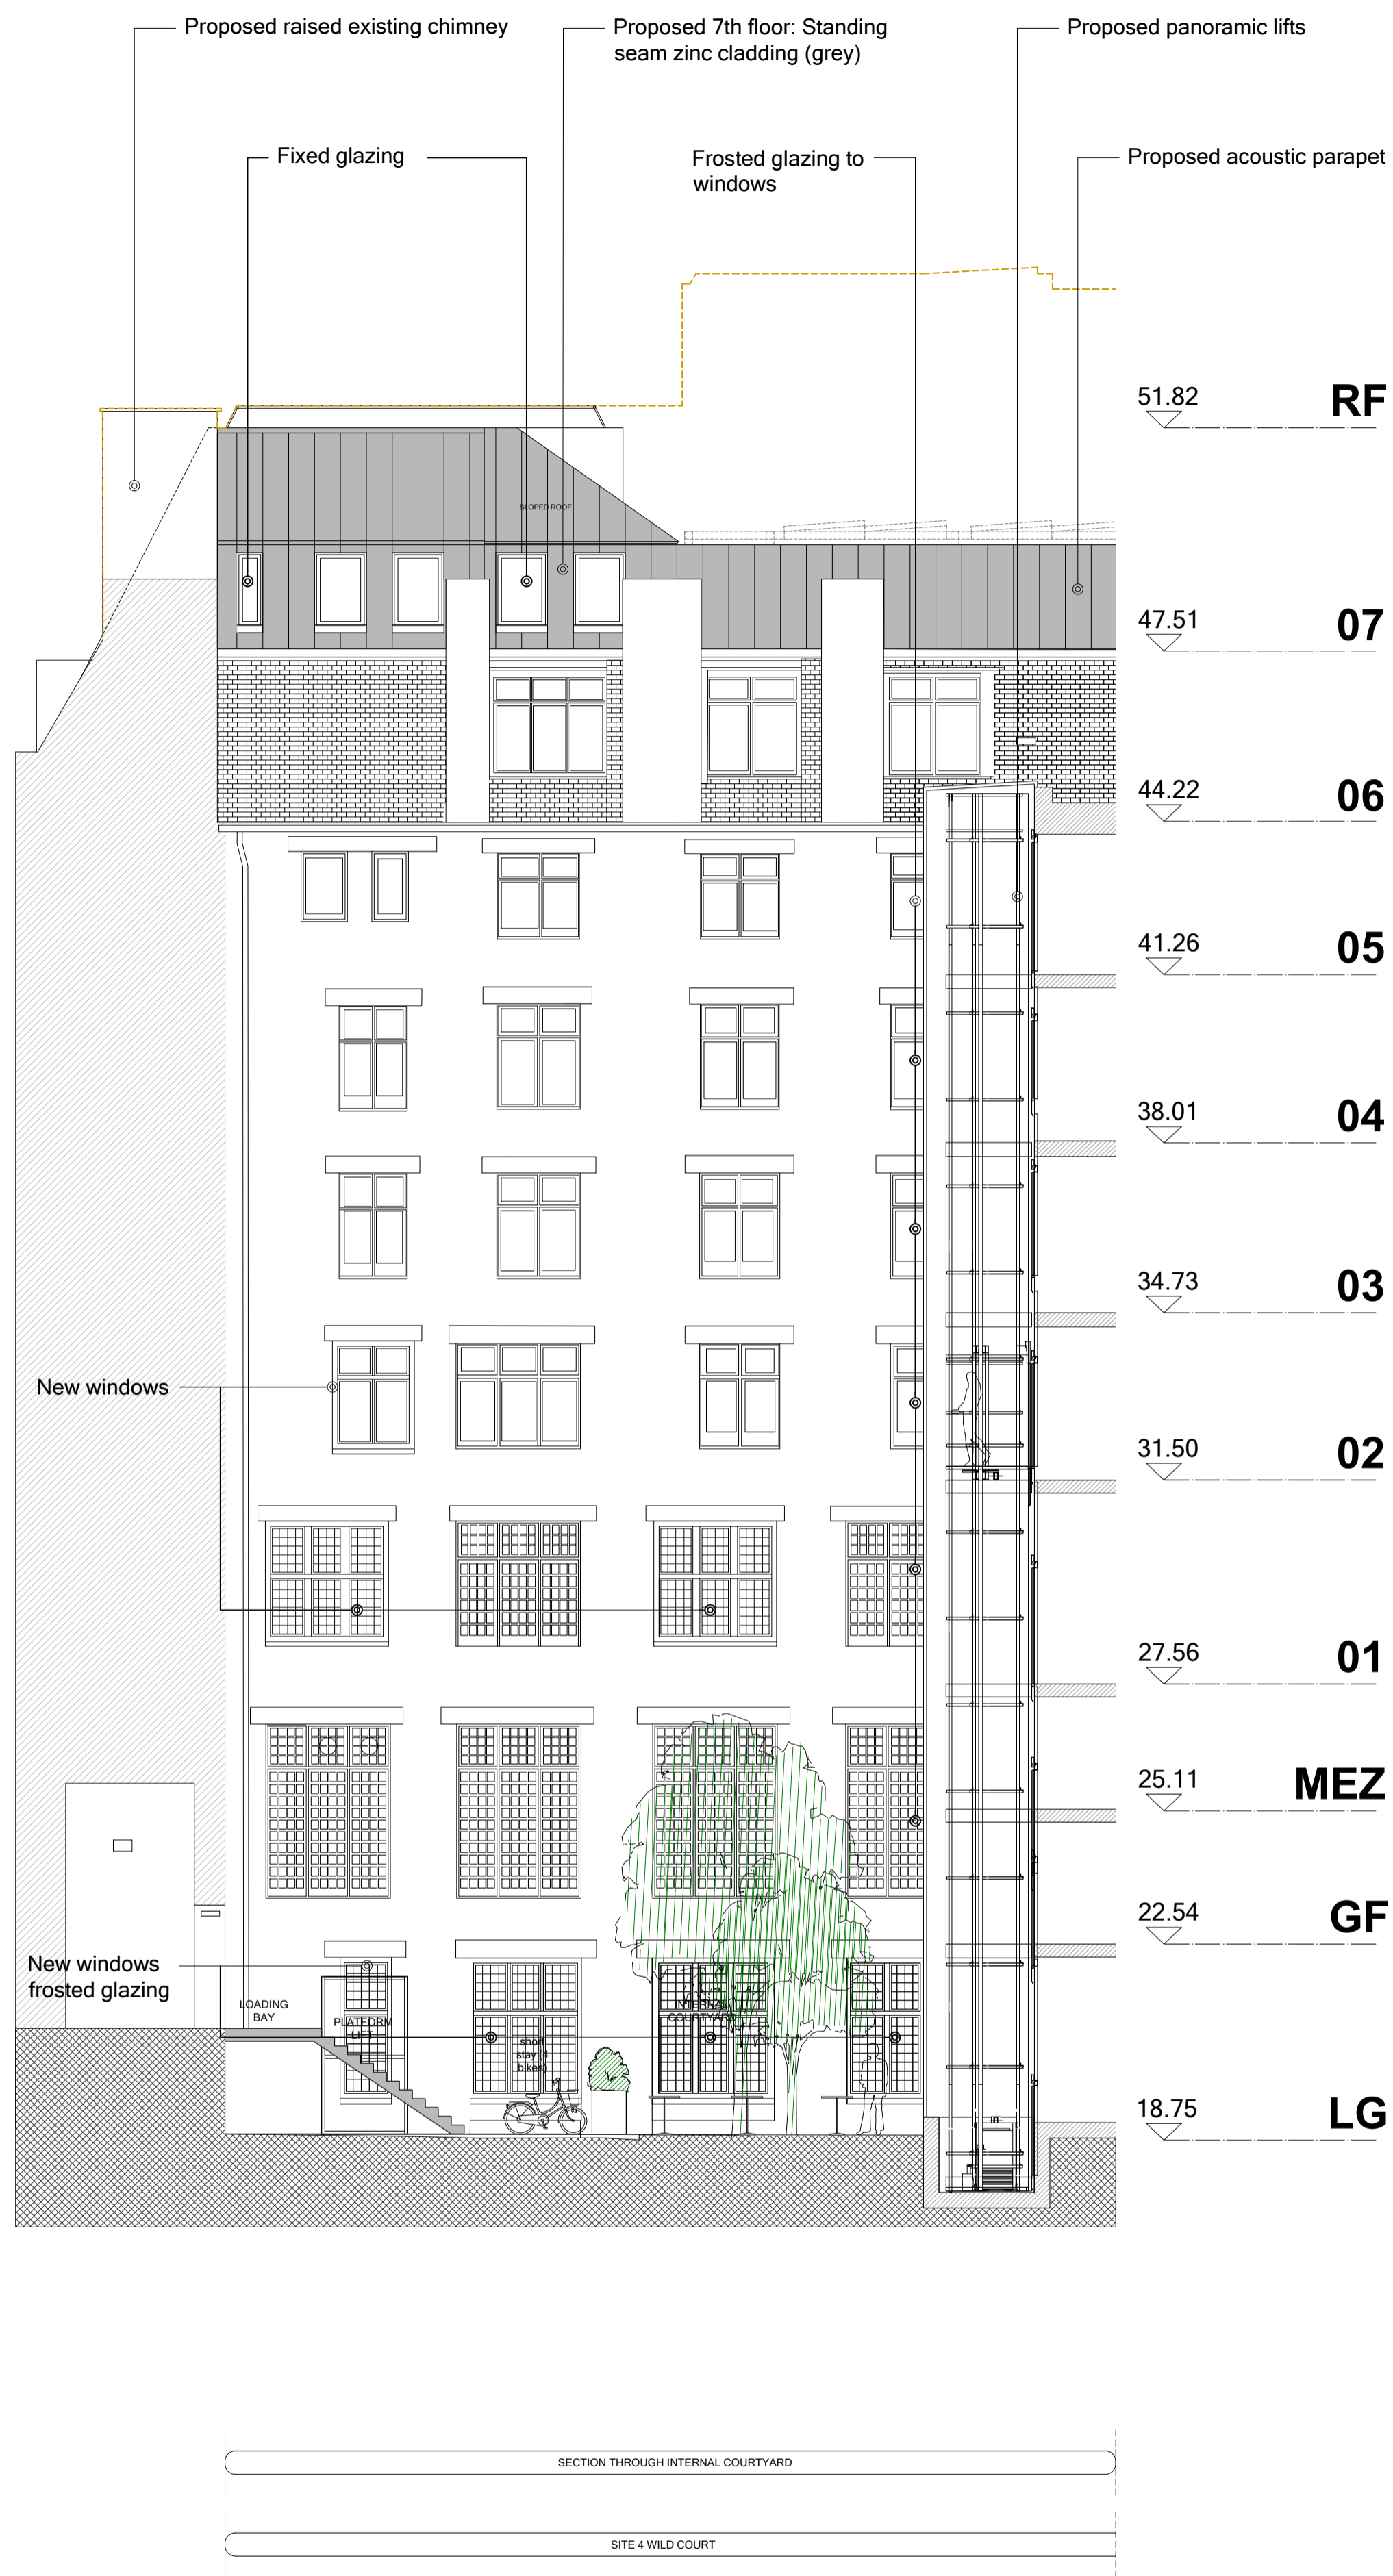 Proposed raised existing chimney
Proposed 7th floor: Standing
seam zinc cladding (grey)
Proposed panoramic lifts
Fixed glazing
Frosted glazing to
windows
Proposed acoustic parapet
51.82 RF
SLOPED ROOF
47.51 07
44.22 06
41.26 05
38.01 04
34.73 03
New windows
31.50 02
27.56 01
25.11 MEZ
22.54 GF
New windows
frosted glazing
LOADING
BAY
PLATFORM
LIFT
INTERNAL
COURTYARD
short
stay (4
bikes)
18.75 LG
SECTION THROUGH INTERNAL COURTYARD
SITE 4 WILD COURT